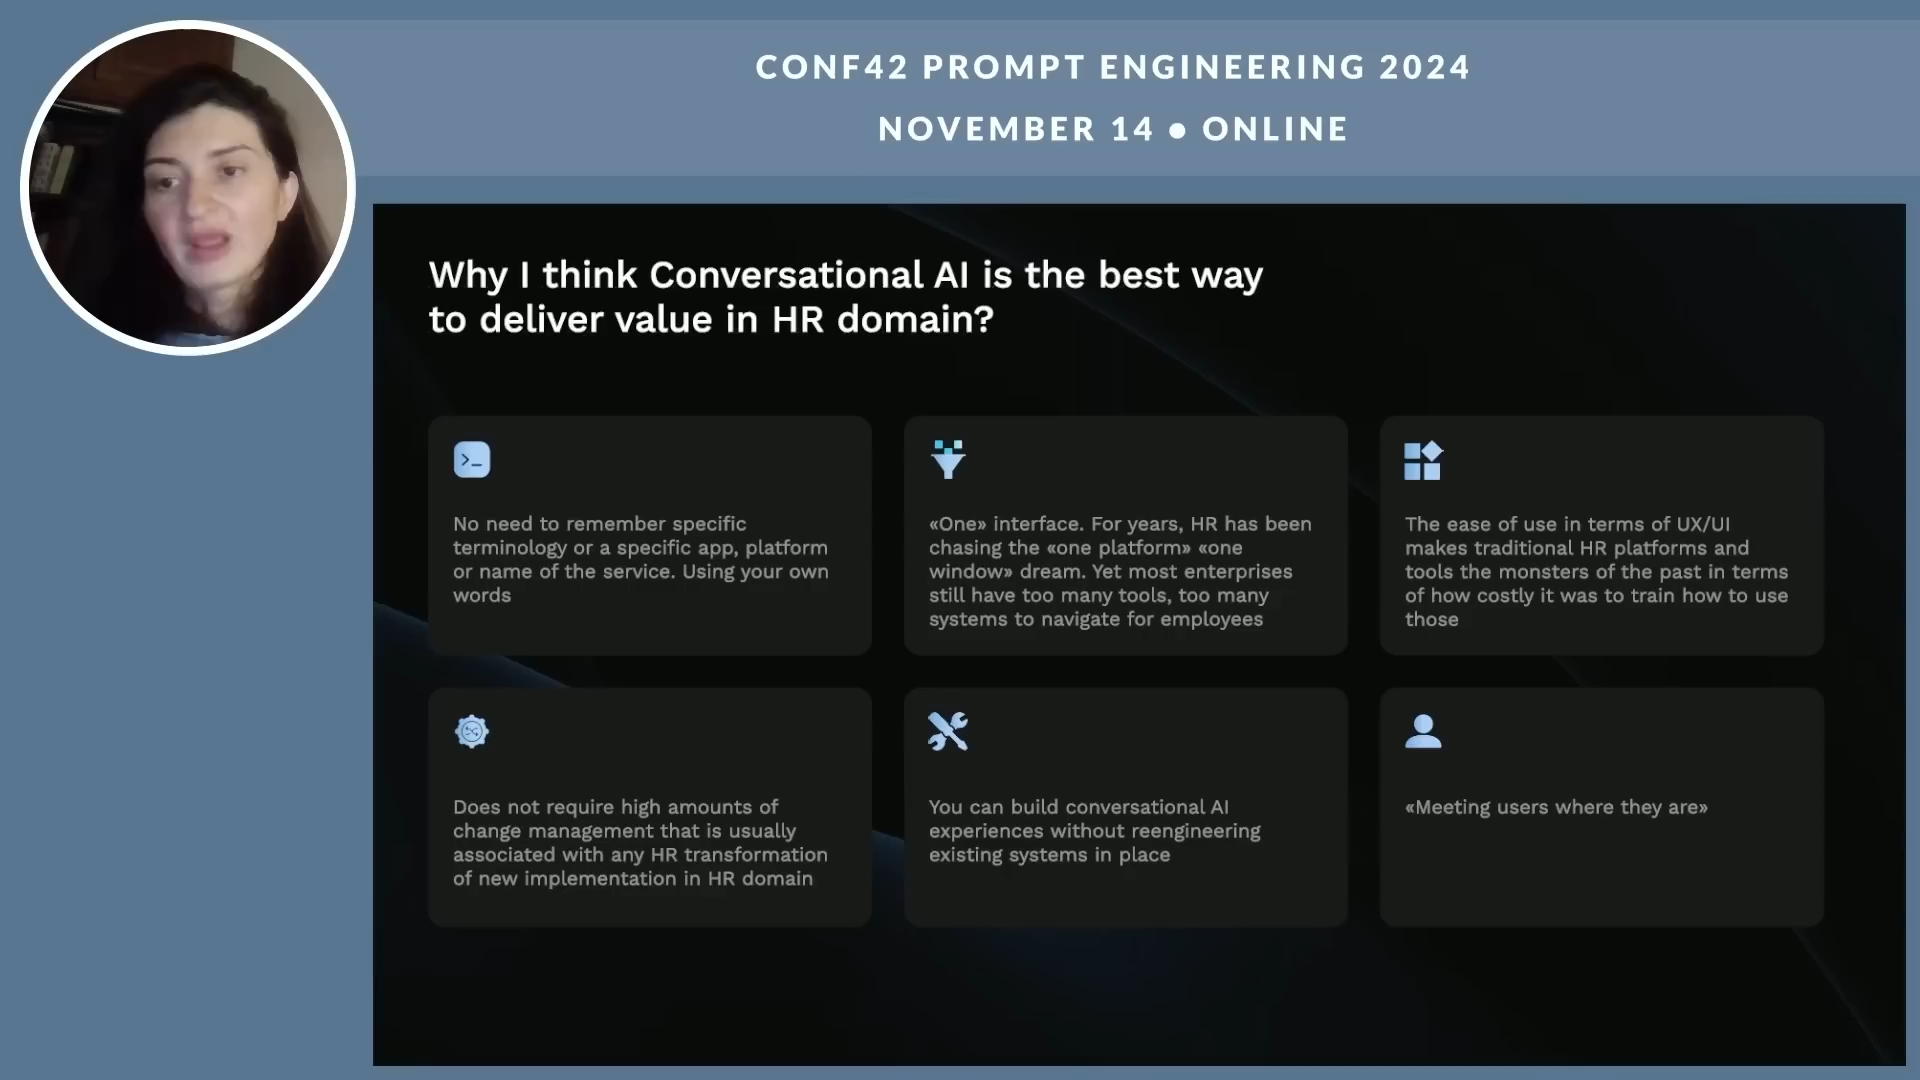 CONF42 PROMPT ENGINEERING 2024
NOVEMBER 14 ● ONLINE
Why I think Conversational AI is the best way
to deliver value in HR domain?
No need to remember specific
terminology or a specific app, platform
or name of the service. Using your own
words
«One» interface. For years, HR has been
chasing the «one platform» «one
window» dream. Yet most enterprises
still have too many tools, too many
systems to navigate for employees
The ease of use in terms of UX/UI
makes traditional HR platforms and
tools the monsters of the past in terms
of how costly it was to train how to use
those
Does not require high amounts of
change management that is usually
associated with any HR transformation
of new implementation in HR domain
You can build conversational AI
experiences without reengineering
existing systems in place
«Meeting users where they are»